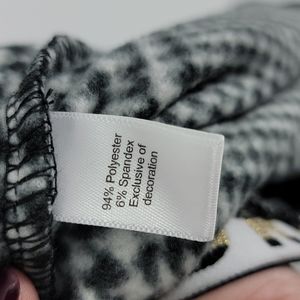 94% Polyester
6% Spandex
Exclusive of
decoration